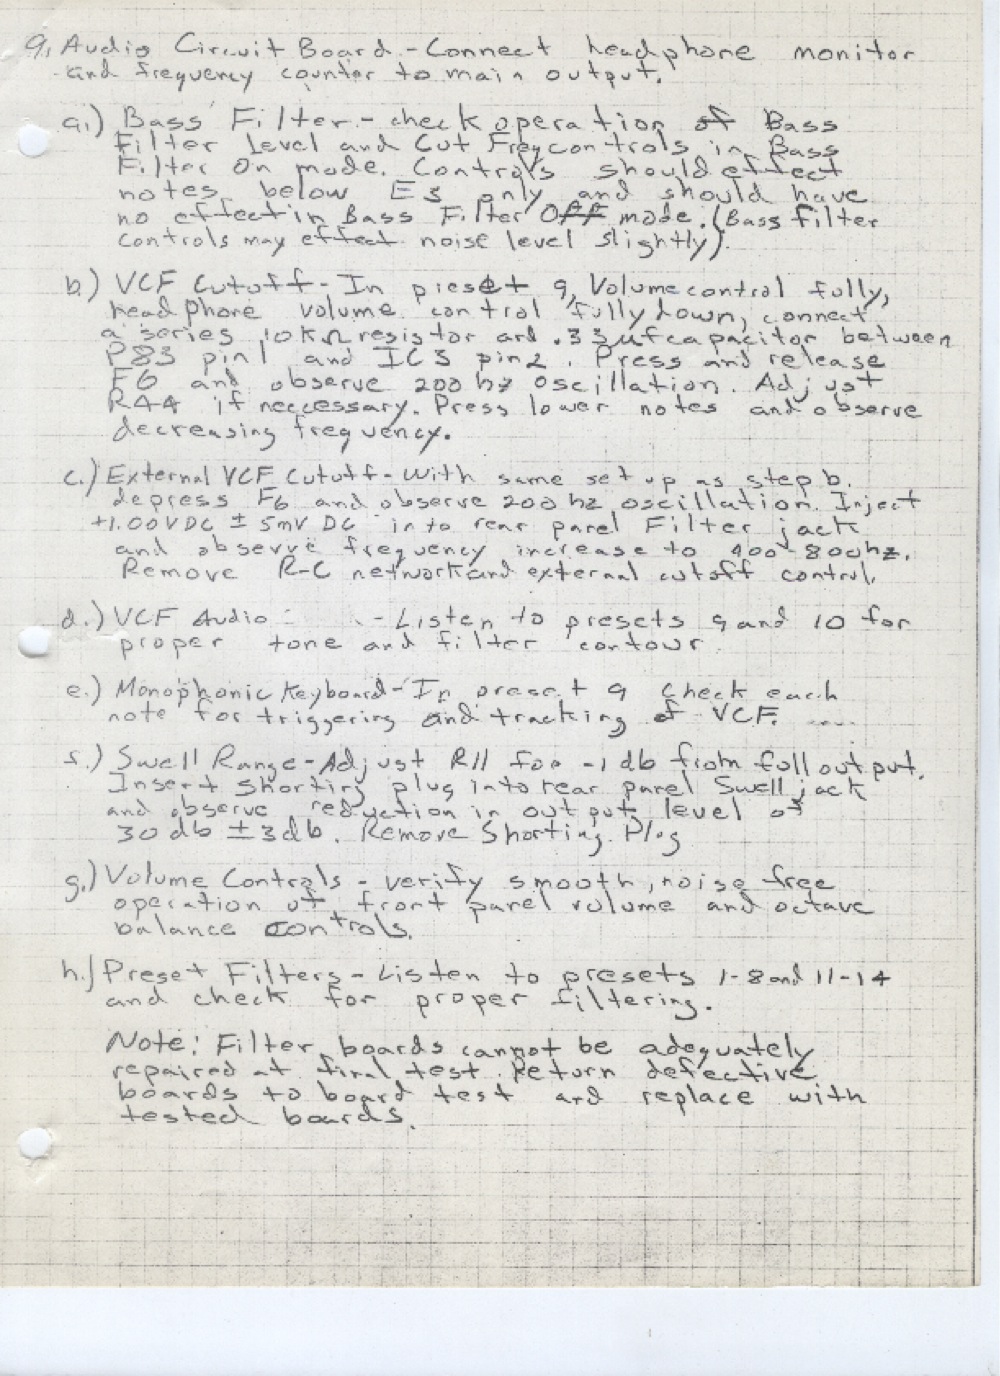 9. Audio Circuit Board - Connect headphone monitor
and frequency counter to main output.
a.) Bass Filter - check operation of Bass
Filter Level and Cut Freq controls in Bass
Filter On mode. Controls should effect
notes below E3 only and should have
no effect in Bass Filter Off mode. (Bass filter
controls may effect noise level slightly).
b.) VCF Cutoff - In preset 9, Volume control fully,
headphone volume control fully down, connect
a series 10KΩ resistor and .33uf capacitor between
P83 pin 1 and IC3 pin 2. Press and release
F6 and observe 200 hz oscillation. Adjust
R44 if neccessary. Press lower notes and observe
decreasing frequency.
c.) External VCF Cutoff - With same set up as step b.
depress F6 and observe 200 hz oscillation. Inject
+1.00VDC ± 5mV DC into rear panel Filter jack
and observe frequency increase to 400-800hz.
Remove R-C network and external cutoff control.
d.) VCF Audio - Listen to presets 9 and 10 for
proper tone and filter contour.
e.) Monophonic Keyboard - In preset 9 check each
note for triggering and tracking of VCF.
f.) Swell Range - Adjust R11 for -1 db from full output.
Insert shorting plug into rear panel Swell jack
and observe reduction in output level of
30 db ± 3db. Remove Shorting Plug
g.) Volume Controls - verify smooth, noise free
operation of front panel volume and octave
balance controls.
h.) Preset Filters - Listen to presets 1-8 and 11-14
and check for proper filtering.
Note: Filter boards cannot be adequately
repaired at final test. Return defective
boards to board test and replace with
tested boards.